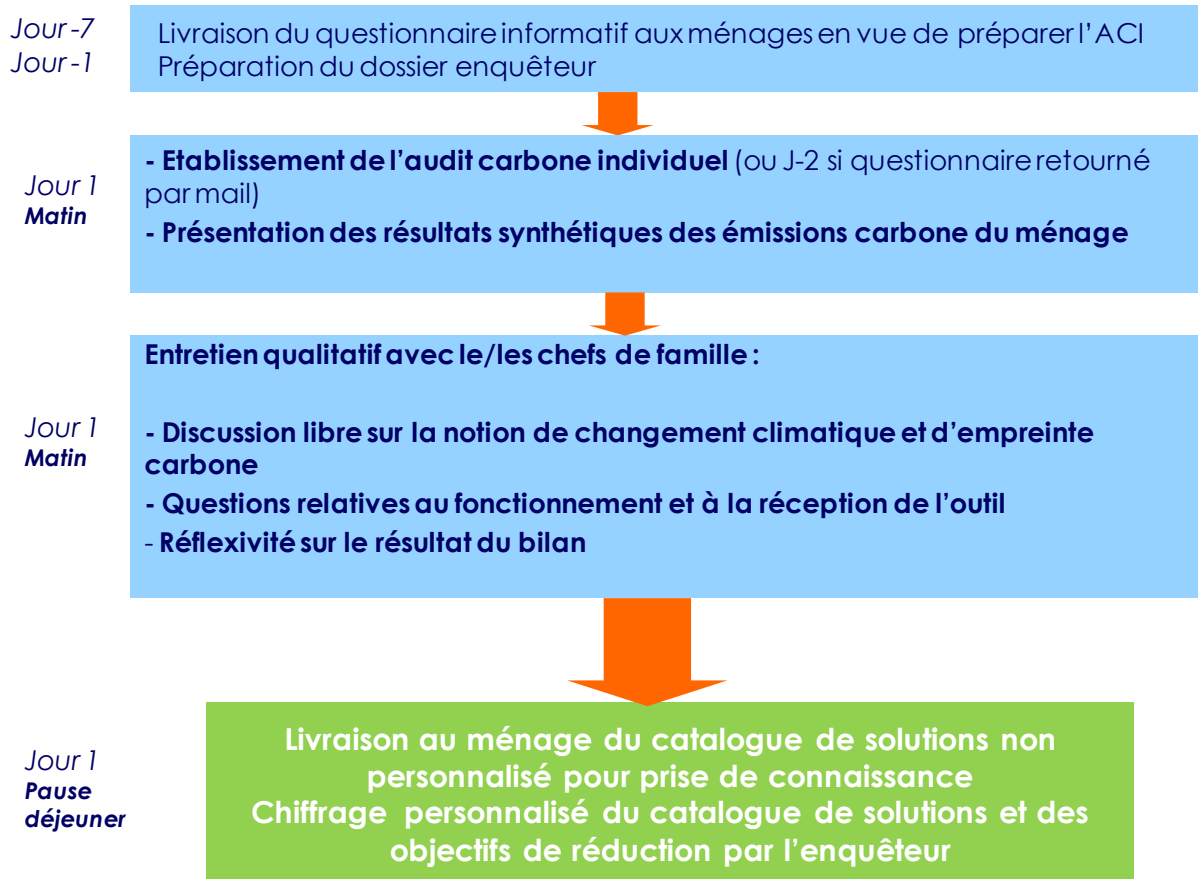 Jour -7
Jour -1
Livraison du questionnaire informatif aux ménages en vue de préparer l'ACI
Préparation du dossier enquêteur
Jour 1
Matin
- Etablissement de l'audit carbone individuel (ou J-2 si questionnaire retourné
par mail)
- Présentation des résultats synthétiques des émissions carbone du ménage
Jour 1
Matin
Entretien qualitatif avec le/les chefs de famille :
- Discussion libre sur la notion de changement climatique et d'empreinte
carbone
- Questions relatives au fonctionnement et à la réception de l'outil
- Réflexivité sur le résultat du bilan
Jour 1
Pause
déjeuner
Livraison au ménage du catalogue de solutions non
personnalisé pour prise de connaissance
Chiffrage personnalisé du catalogue de solutions et des
objectifs de réduction par l'enquêteur